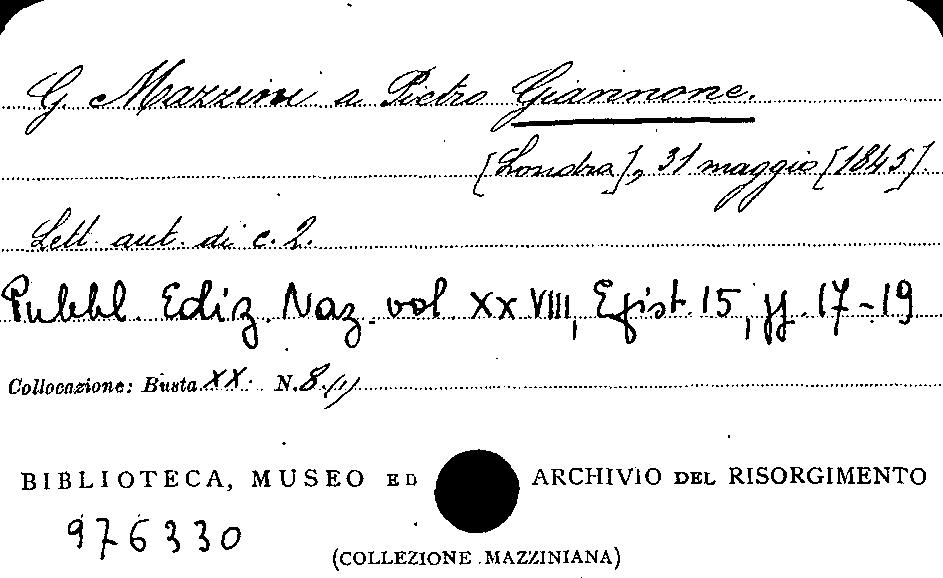 G. Mazzini a Pietro Giannone.
[Londra], 31 maggio [1845].
Lett. aut. di c. 2.
Pubbl. Ediz. Naz. vol XXVIII, Epist. 15, pp. 17-19
Collocazione: Busta XX. N. 8 (1)
BIBLIOTECA, MUSEO ED ARCHIVIO DEL RISORGIMENTO
976330
(COLLEZIONE MAZZINIANA)